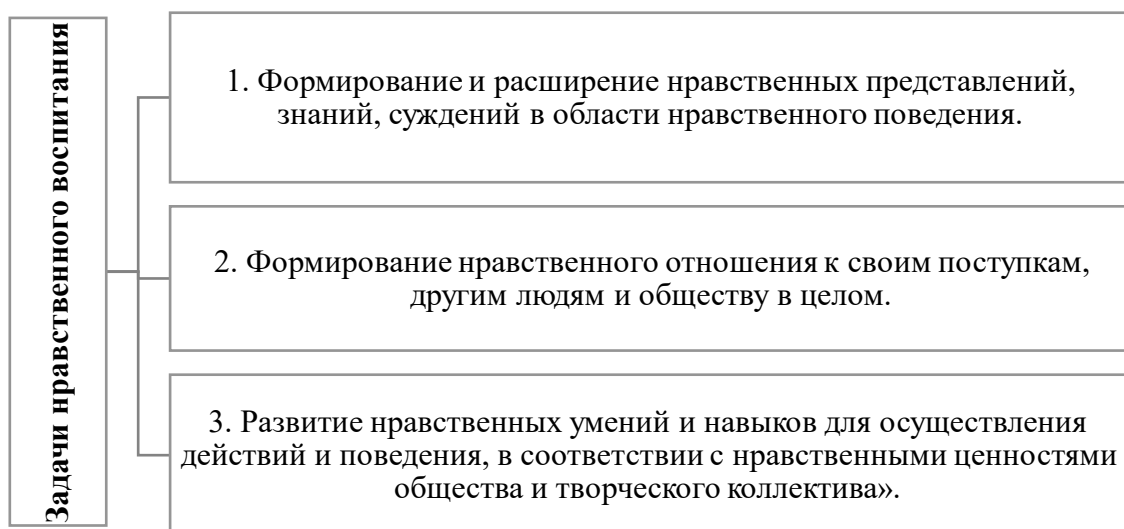 Задачи нравственного воспитания
1. Формирование и расширение нравственных представлений,
знаний, суждений в области нравственного поведения.
2. Формирование нравственного отношения к своим поступкам,
другим людям и обществу в целом.
3. Развитие нравственных умений и навыков для осуществления
действий и поведения, в соответствии с нравственными ценностями
общества и творческого коллектива».